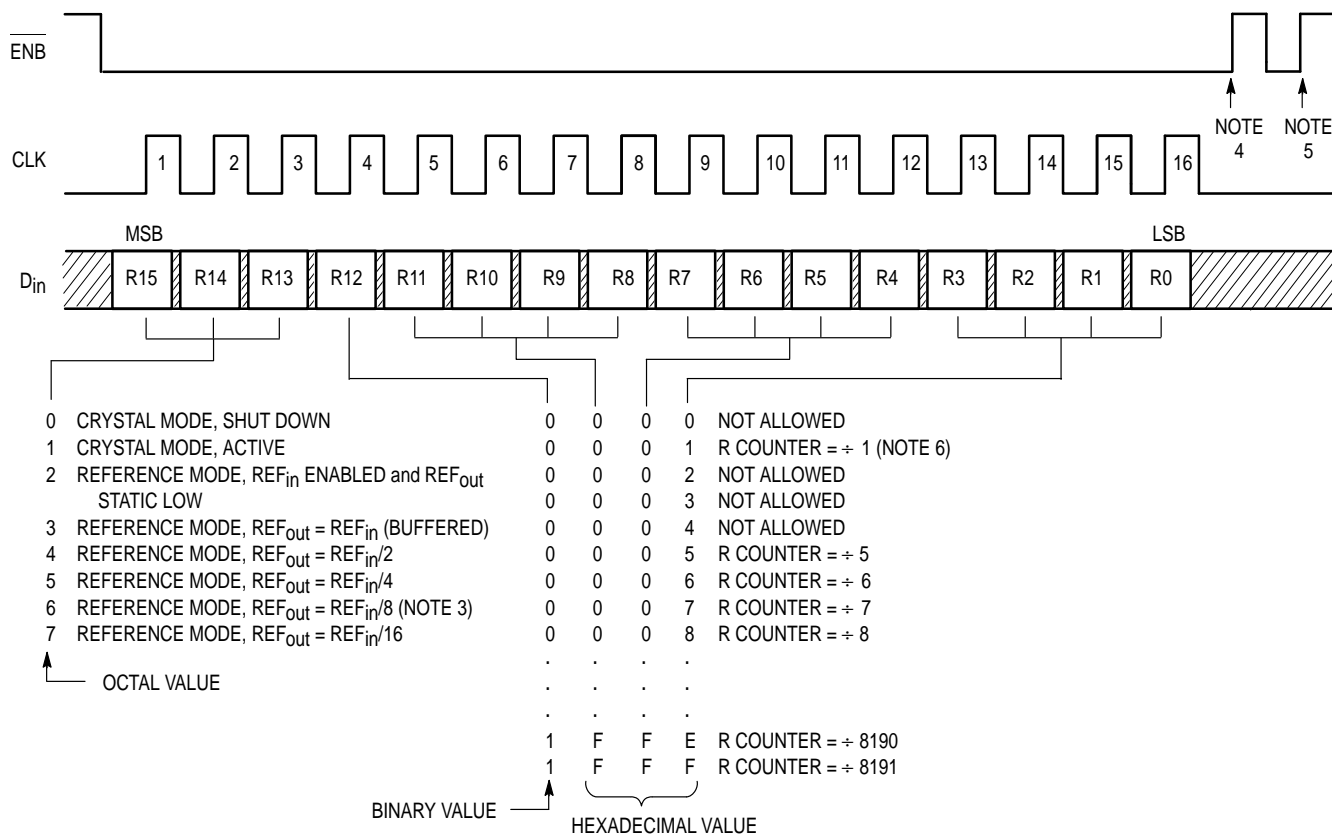 ENB
NOTE 4
NOTE 5
CLK
1 2 3 4 5 6 7 8 9 10 11 12 13 14 15 16
MSB
LSB
Din
R15 R14 R13 R12 R11 R10 R9 R8 R7 R6 R5 R4 R3 R2 R1 R0
0 CRYSTAL MODE, SHUT DOWN
1 CRYSTAL MODE, ACTIVE
2 REFERENCE MODE, REFin ENABLED and REFout
STATIC LOW
3 REFERENCE MODE, REFout = REFin (BUFFERED)
4 REFERENCE MODE, REFout = REFin/2
5 REFERENCE MODE, REFout = REFin/4
6 REFERENCE MODE, REFout = REFin/8 (NOTE 3)
7 REFERENCE MODE, REFout = REFin/16
OCTAL VALUE
0 0 0 0 NOT ALLOWED
0 0 0 1 R COUNTER = ÷ 1 (NOTE 6)
0 0 0 2 NOT ALLOWED
0 0 0 3 NOT ALLOWED
0 0 0 4 NOT ALLOWED
0 0 0 5 R COUNTER = ÷ 5
0 0 0 6 R COUNTER = ÷ 6
0 0 0 7 R COUNTER = ÷ 7
0 0 0 8 R COUNTER = ÷ 8
. . . .
. . . .
. . . .
1 F F E R COUNTER = ÷ 8190
1 F F F R COUNTER = ÷ 8191
BINARY VALUE
HEXADECIMAL VALUE